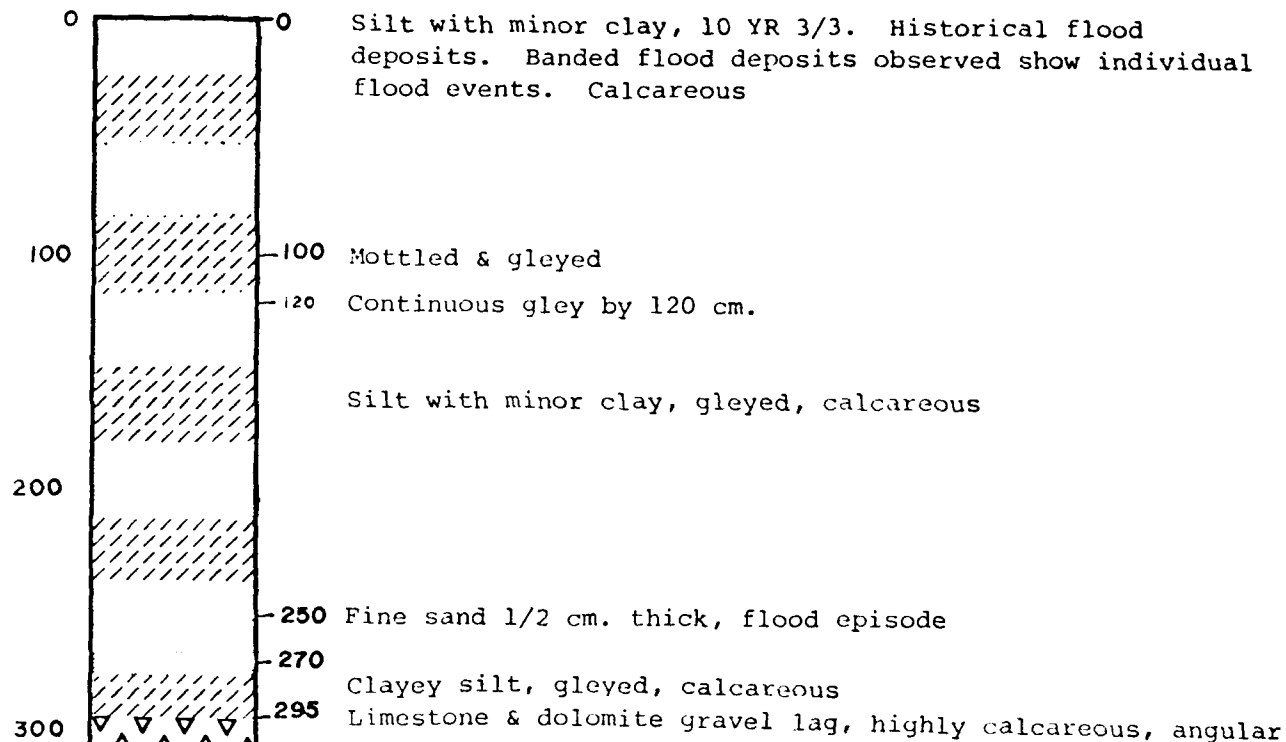 0 0 Silt with minor clay, 10 YR 3/3. Historical flood
deposits. Banded flood deposits observed show individual
flood events. Calcareous
100 100 Mottled & gleyed
120 Continuous gley by 120 cm.
Silt with minor clay, gleyed, calcareous
200
250 Fine sand 1/2 cm. thick, flood episode
270
Clayey silt, gleyed, calcareous
295 Limestone & dolomite gravel lag, highly calcareous, angular
300